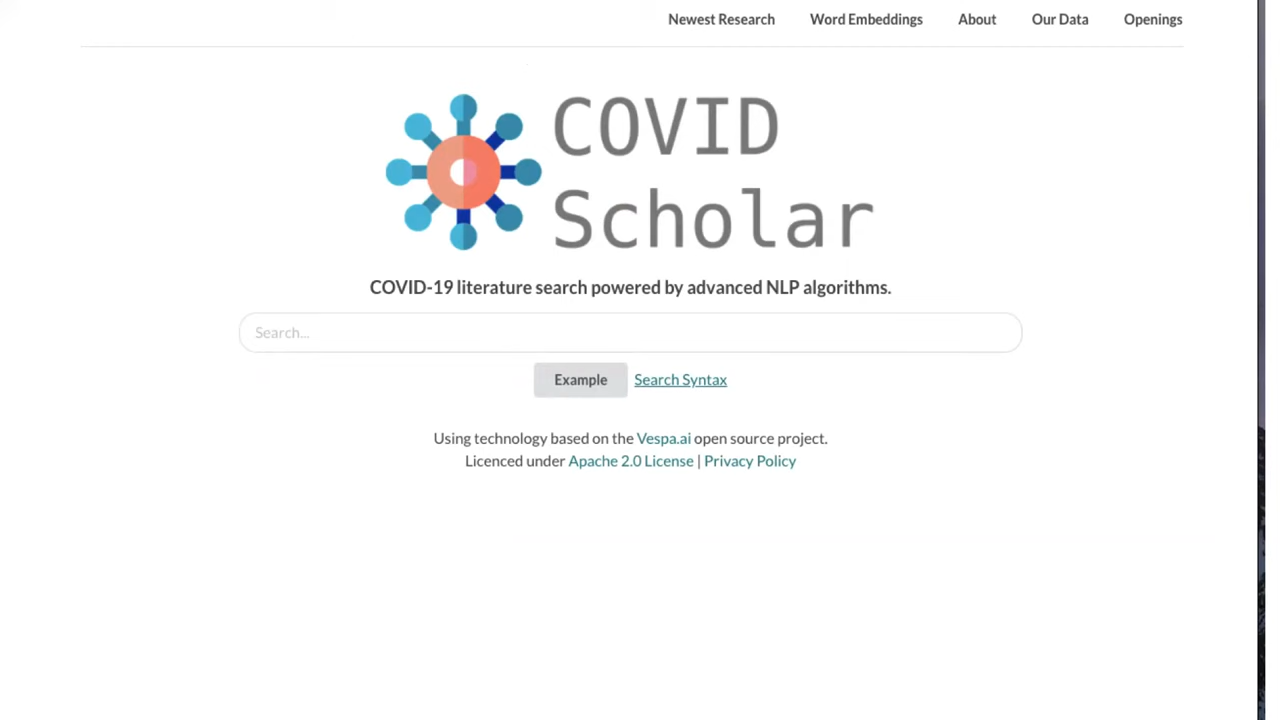 Newest Research Word Embeddings About Our Data Openings
COVID
Scholar
COVID-19 literature search powered by advanced NLP algorithms.
Search...
Example Search Syntax
Using technology based on the Vespa.ai open source project.
Licenced under Apache 2.0 License | Privacy Policy